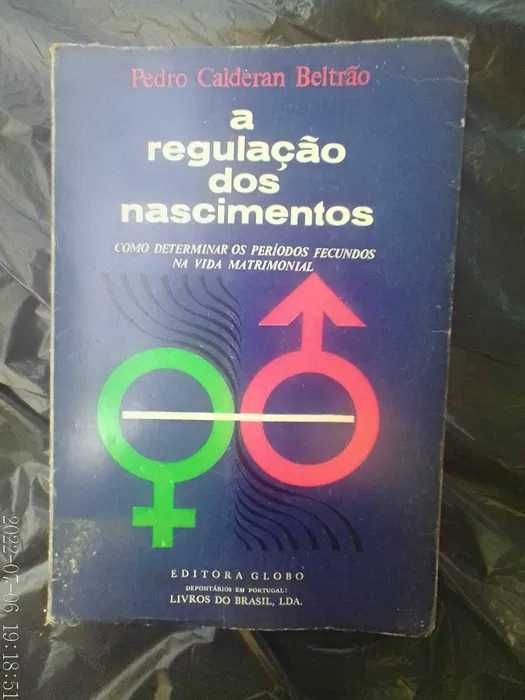 Pedro Calderan Beltrão
a
regulação
dos
nascimentos
COMO DETERMINAR OS PERÍODOS FECUNDOS
NA VIDA MATRIMONIAL
EDITORA GLOBO
DEPOSITÁRIOS EM PORTUGAL:
LIVROS DO BRASIL, LDA.
2022-07-06 19:18:51